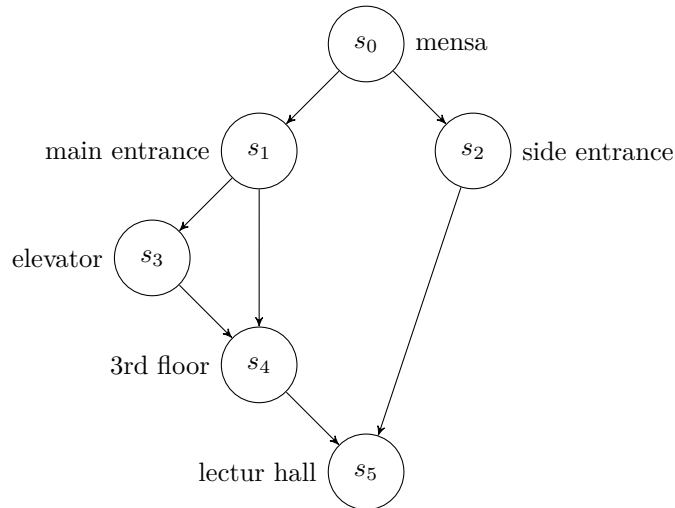 s₀ mensa
main entrance s₁ s₂ side entrance
elevator s₃
3rd floor s₄
lectur hall s₅